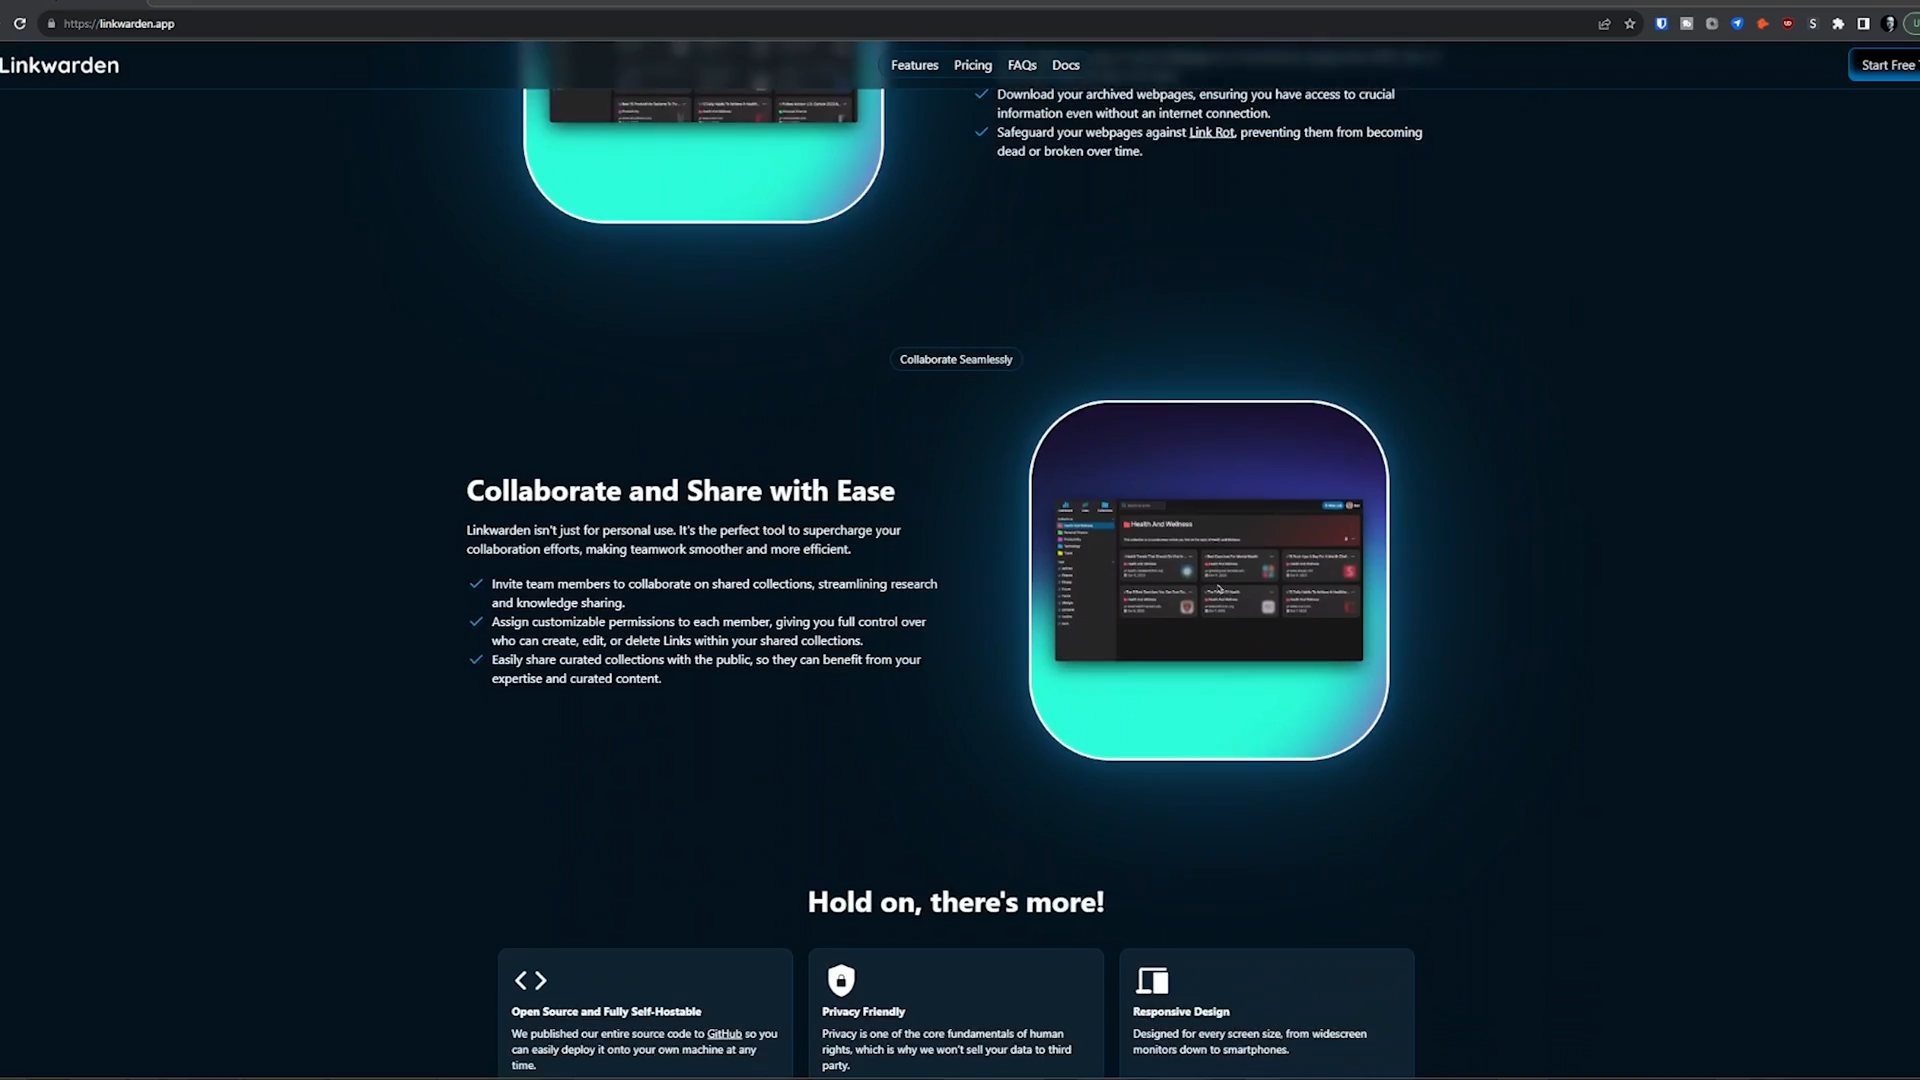 https://linkwarden.app
Linkwarden
Features
Pricing
FAQs
Docs
Start Free
Download your archived webpages, ensuring you have access to crucial
information even without an internet connection.
Safeguard your webpages against Link Rot, preventing them from becoming
dead or broken over time.
Collaborate Seamlessly
Collaborate and Share with Ease
Linkwarden isn't just for personal use. It's the perfect tool to supercharge your
collaboration efforts, making teamwork smoother and more efficient.
Invite team members to collaborate on shared collections, streamlining research
and knowledge sharing.
Assign customizable permissions to each member, giving you full control over
who can create, edit, or delete Links within your shared collections.
Easily share curated collections with the public, so they can benefit from your
expertise and curated content.
Health And Wellness
Hold on, there's more!
Open Source and Fully Self-Hostable
We published our entire source code to GitHub so you
can easily deploy it onto your own machine at any
time.
Privacy Friendly
Privacy is one of the core fundamentals of human
rights, which is why we won't sell your data to third
party.
Responsive Design
Designed for every screen size, from widescreen
monitors down to smartphones.